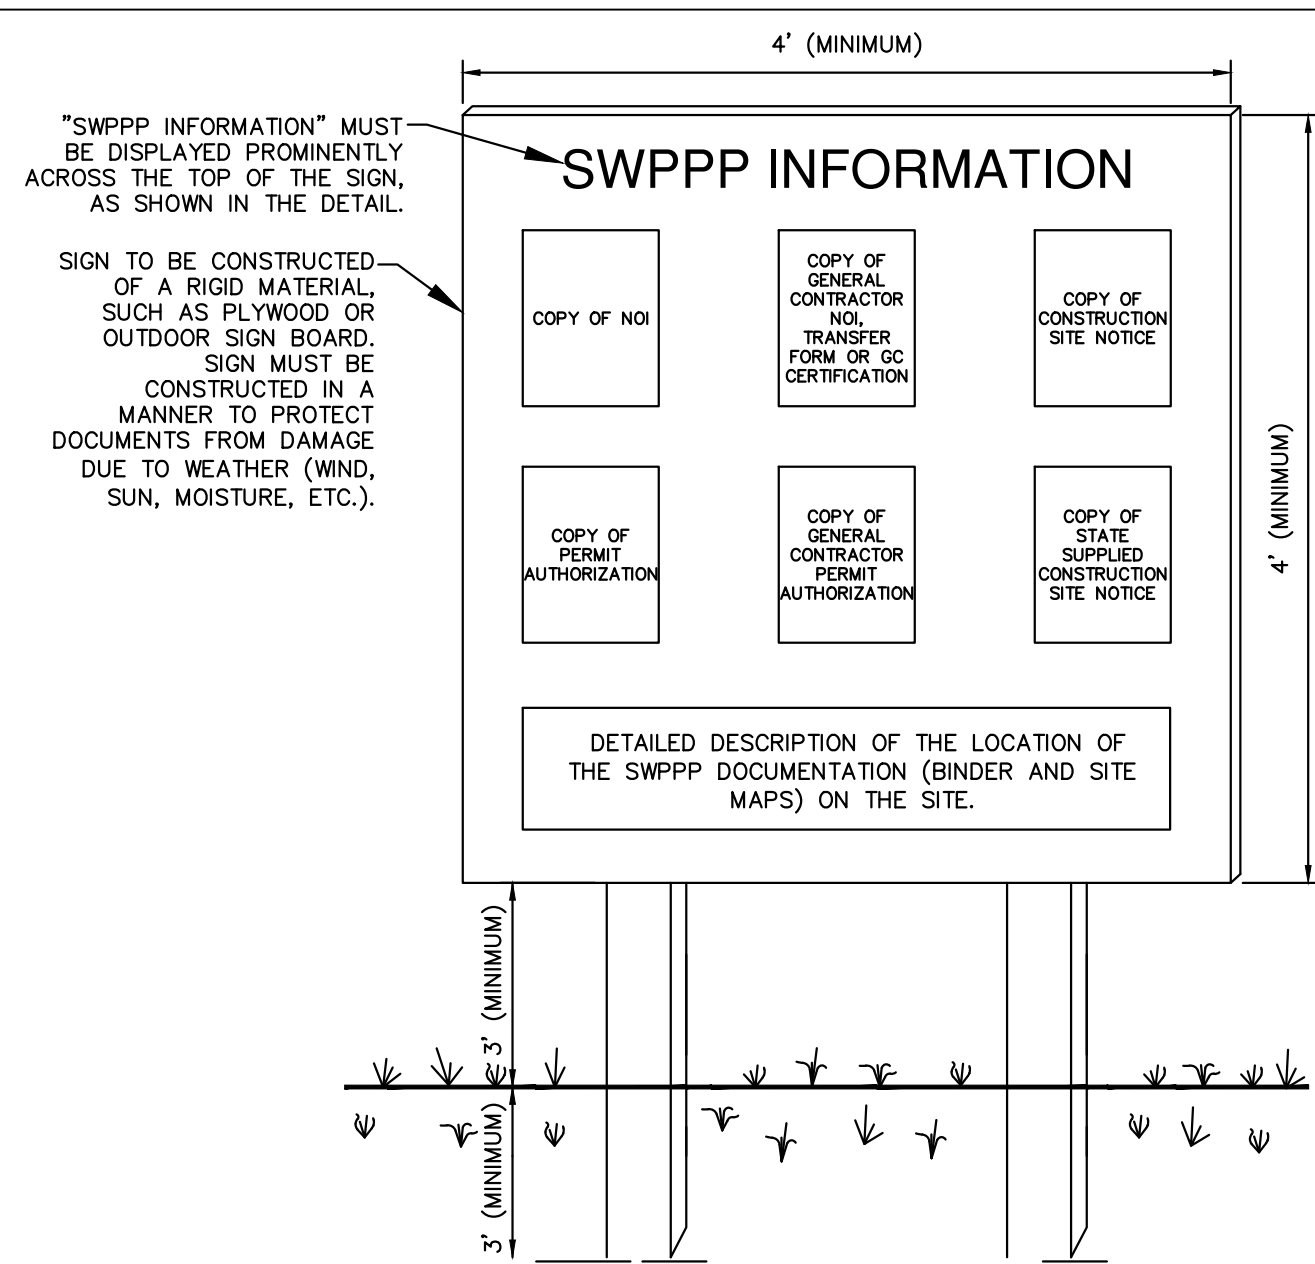 4' (MINIMUM)
"SWPPP INFORMATION" MUST
BE DISPLAYED PROMINENTLY
ACROSS THE TOP OF THE SIGN,
AS SHOWN IN THE DETAIL.
SIGN TO BE CONSTRUCTED
OF A RIGID MATERIAL,
SUCH AS PLYWOOD OR
OUTDOOR SIGN BOARD.
SIGN MUST BE
CONSTRUCTED IN A
MANNER TO PROTECT
DOCUMENTS FROM DAMAGE
DUE TO WEATHER (WIND,
SUN, MOISTURE, ETC.).
SWPPP INFORMATION
COPY OF NOI
COPY OF
GENERAL
CONTRACTOR
NOI,
TRANSFER
FORM OR GC
CERTIFICATION
COPY OF
CONSTRUCTION
SITE NOTICE
COPY OF
PERMIT
AUTHORIZATION
COPY OF
GENERAL
CONTRACTOR
PERMIT
AUTHORIZATION
COPY OF
STATE
SUPPLIED
CONSTRUCTION
SITE NOTICE
DETAILED DESCRIPTION OF THE LOCATION OF
THE SWPPP DOCUMENTATION (BINDER AND SITE
MAPS) ON THE SITE.
4' (MINIMUM)
3' (MINIMUM)
3' (MINIMUM)